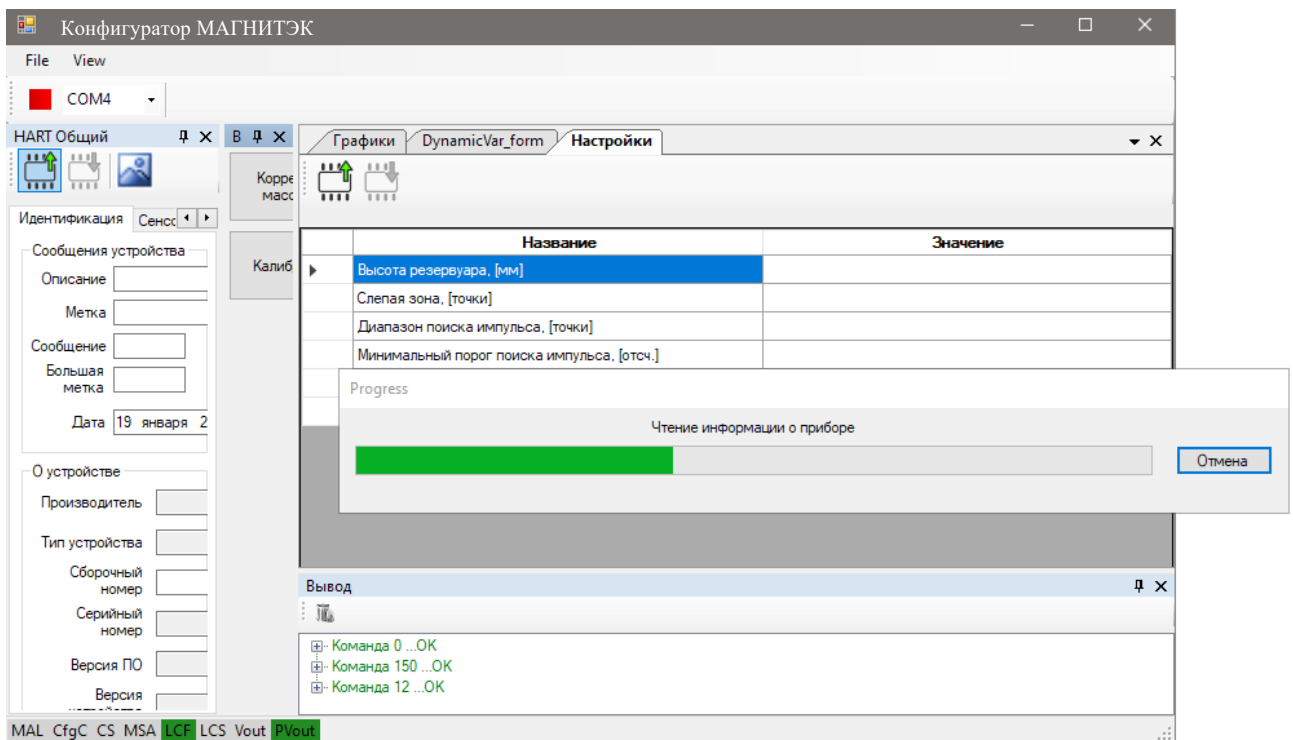 Конфигуратор МАГНИТЭК
File View
COM4
HART Общий
В
Графики DynamicVar_form Настройки
Корре
масс
Калиб
Идентификация Сенсс
Сообщения устройства
Описание
Метка
Сообщение
Большая
метка
Дата 19 января 2
О устройстве
Производитель
Тип устройства
Сборочный
номер
Серийный
номер
Версия ПО
Версия
Название Значение
Высота резервуара, [мм]
Слепая зона, [точки]
Диапазон поиска импульса, [точки]
Минимальный порог поиска импульса, [отсч.]
Progress
Чтение информации о приборе
Отмена
Вывод
Команда 0 ...OK
Команда 150 ...OK
Команда 12 ...OK
MAL CfgC CS MSA LCF LCS Vout PVout